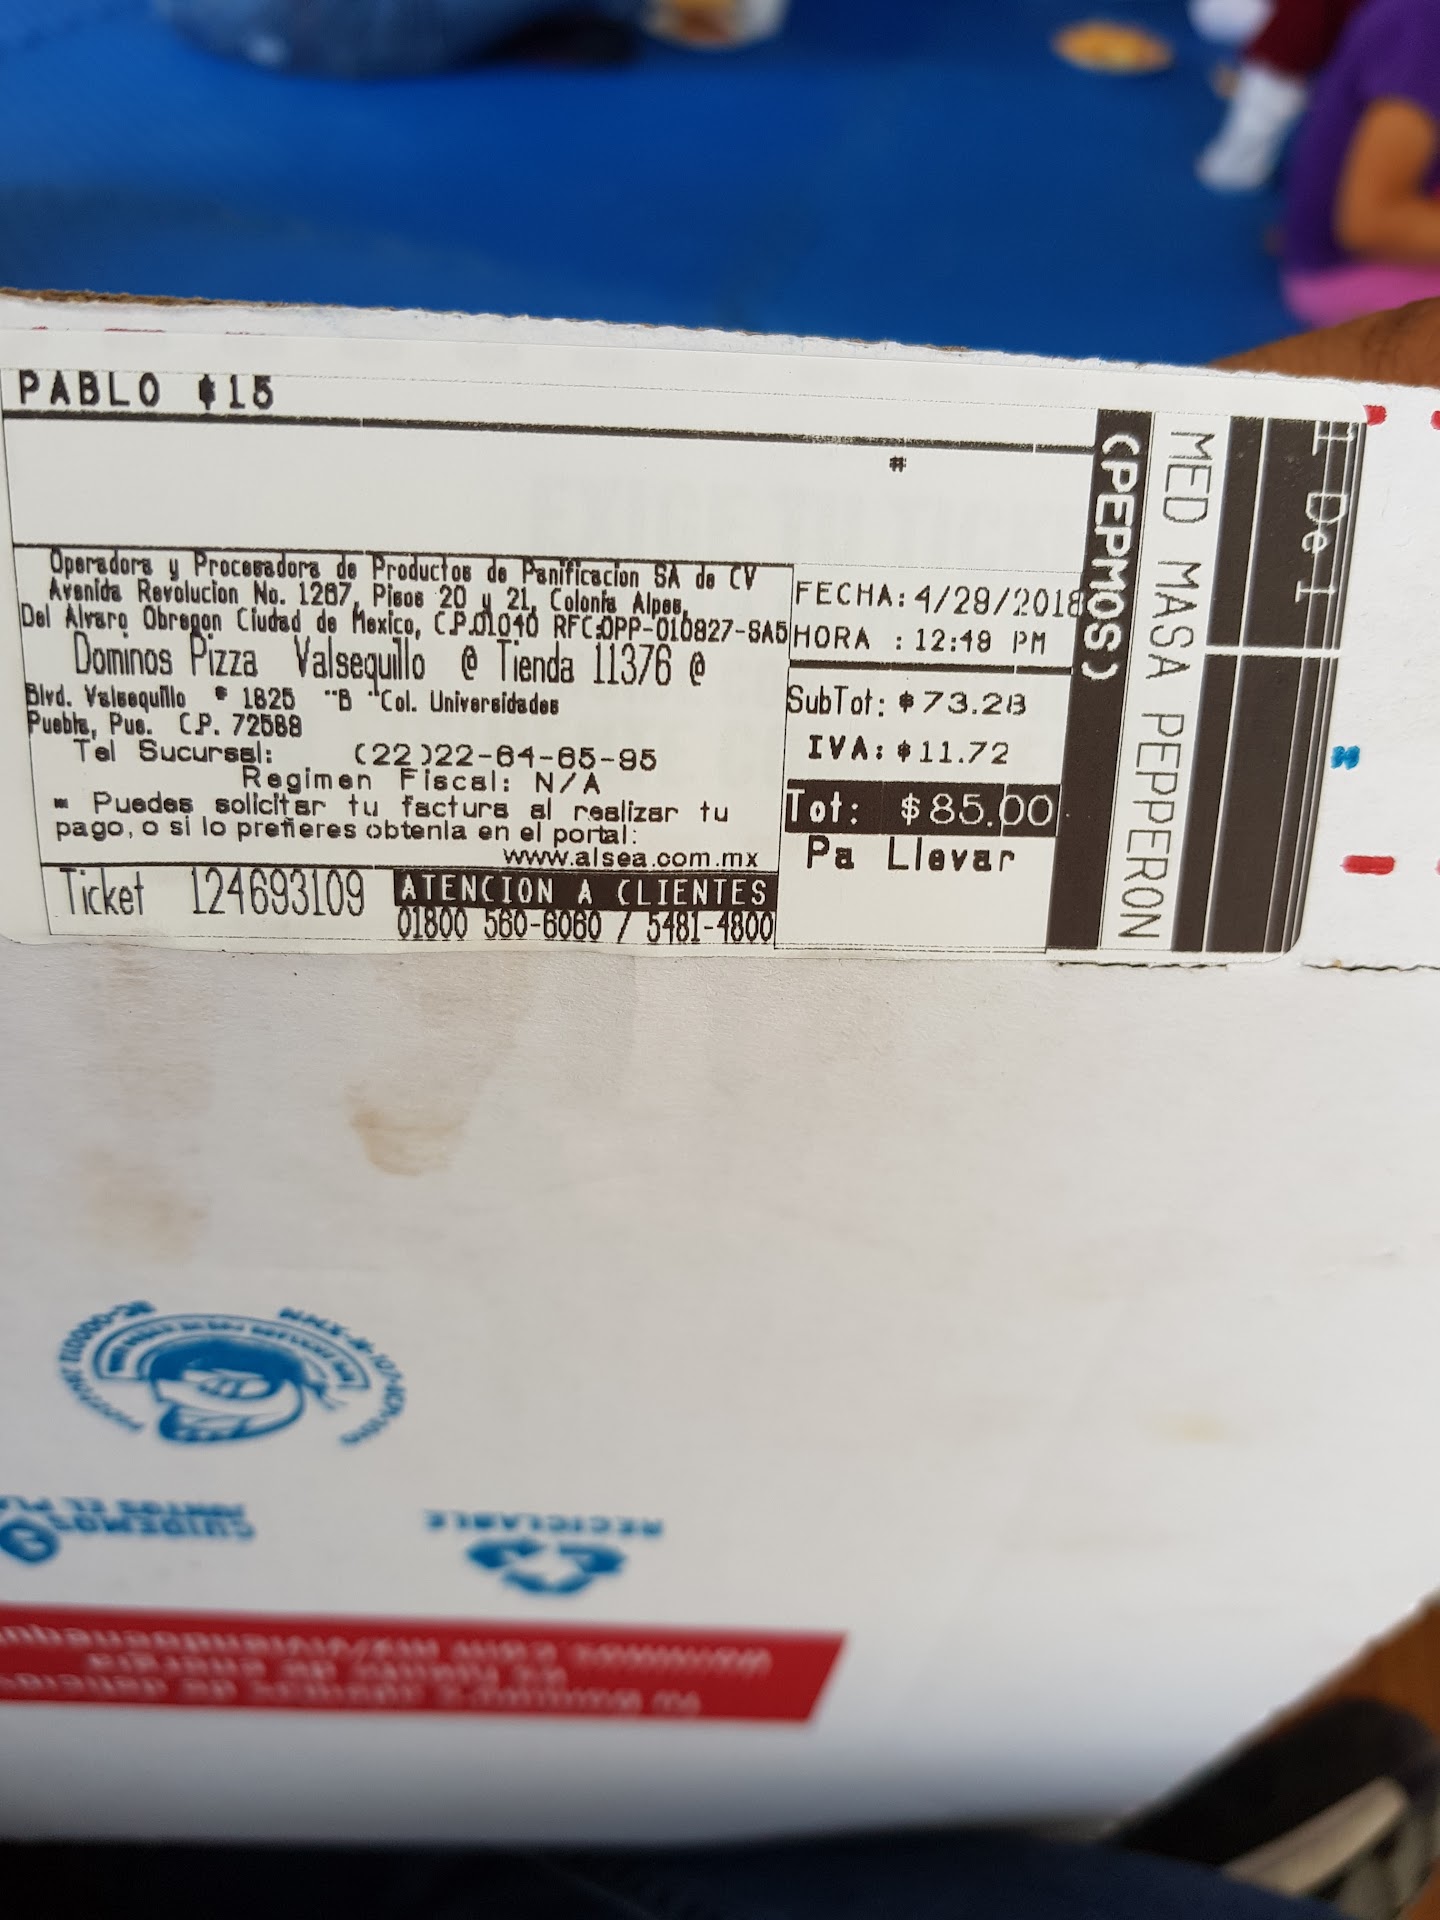 PABLO #15
#
Operadora y Procesadora de Productos de Panificacion SA de CV
Avenida Revolucion No. 1267, Pisos 20 y 21, Colonia Alpes,
Del Alvaro Obregon Ciudad de Mexico, C.P.01040 RFC:OPP-010927-SA5
Dominos Pizza Valsequillo @ Tienda 11376 @
Blvd. Valsequillo # 1825 "B "Col. Universidades
Puebla, Pue. C.P. 72588
Tel Sucursal: (22)22-64-65-95
Regimen Fiscal: N/A
* Puedes solicitar tu factura al realizar tu
pago, o si lo prefieres obtenla en el portal:
www.alsea.com.mx
Ticket 124693109
ATENCION A CLIENTES
01800 560-6060 / 5481-4800
FECHA: 4/28/2018
HORA : 12:48 PM
SubTot: $73.28
IVA: $11.72
Tot: $85.00
Pa Llevar
(PEPMOS)
MED MASA PEPPERON
1 De 1
CUIDEMOS
JUNTOS EL
RECICLABLE